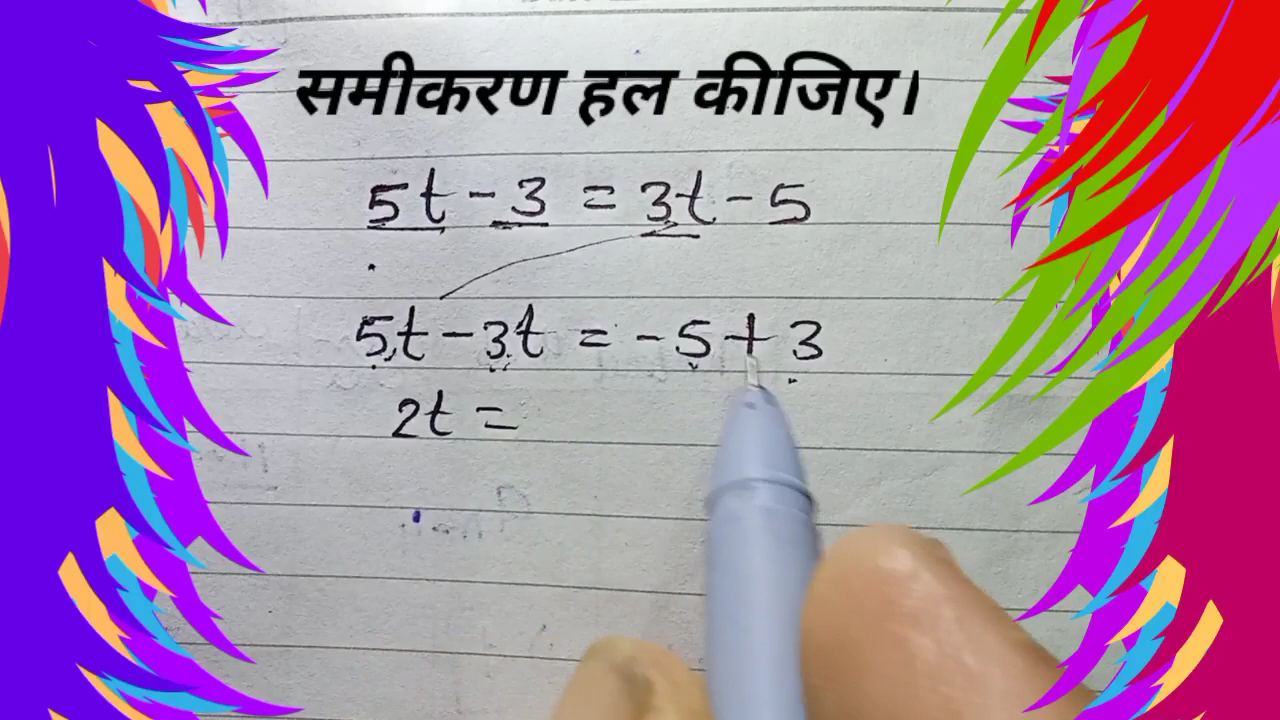 समीकरण हल कीजिए।
5t - 3 = 3t - 5
5t - 3t = - 5 + 3
2t =